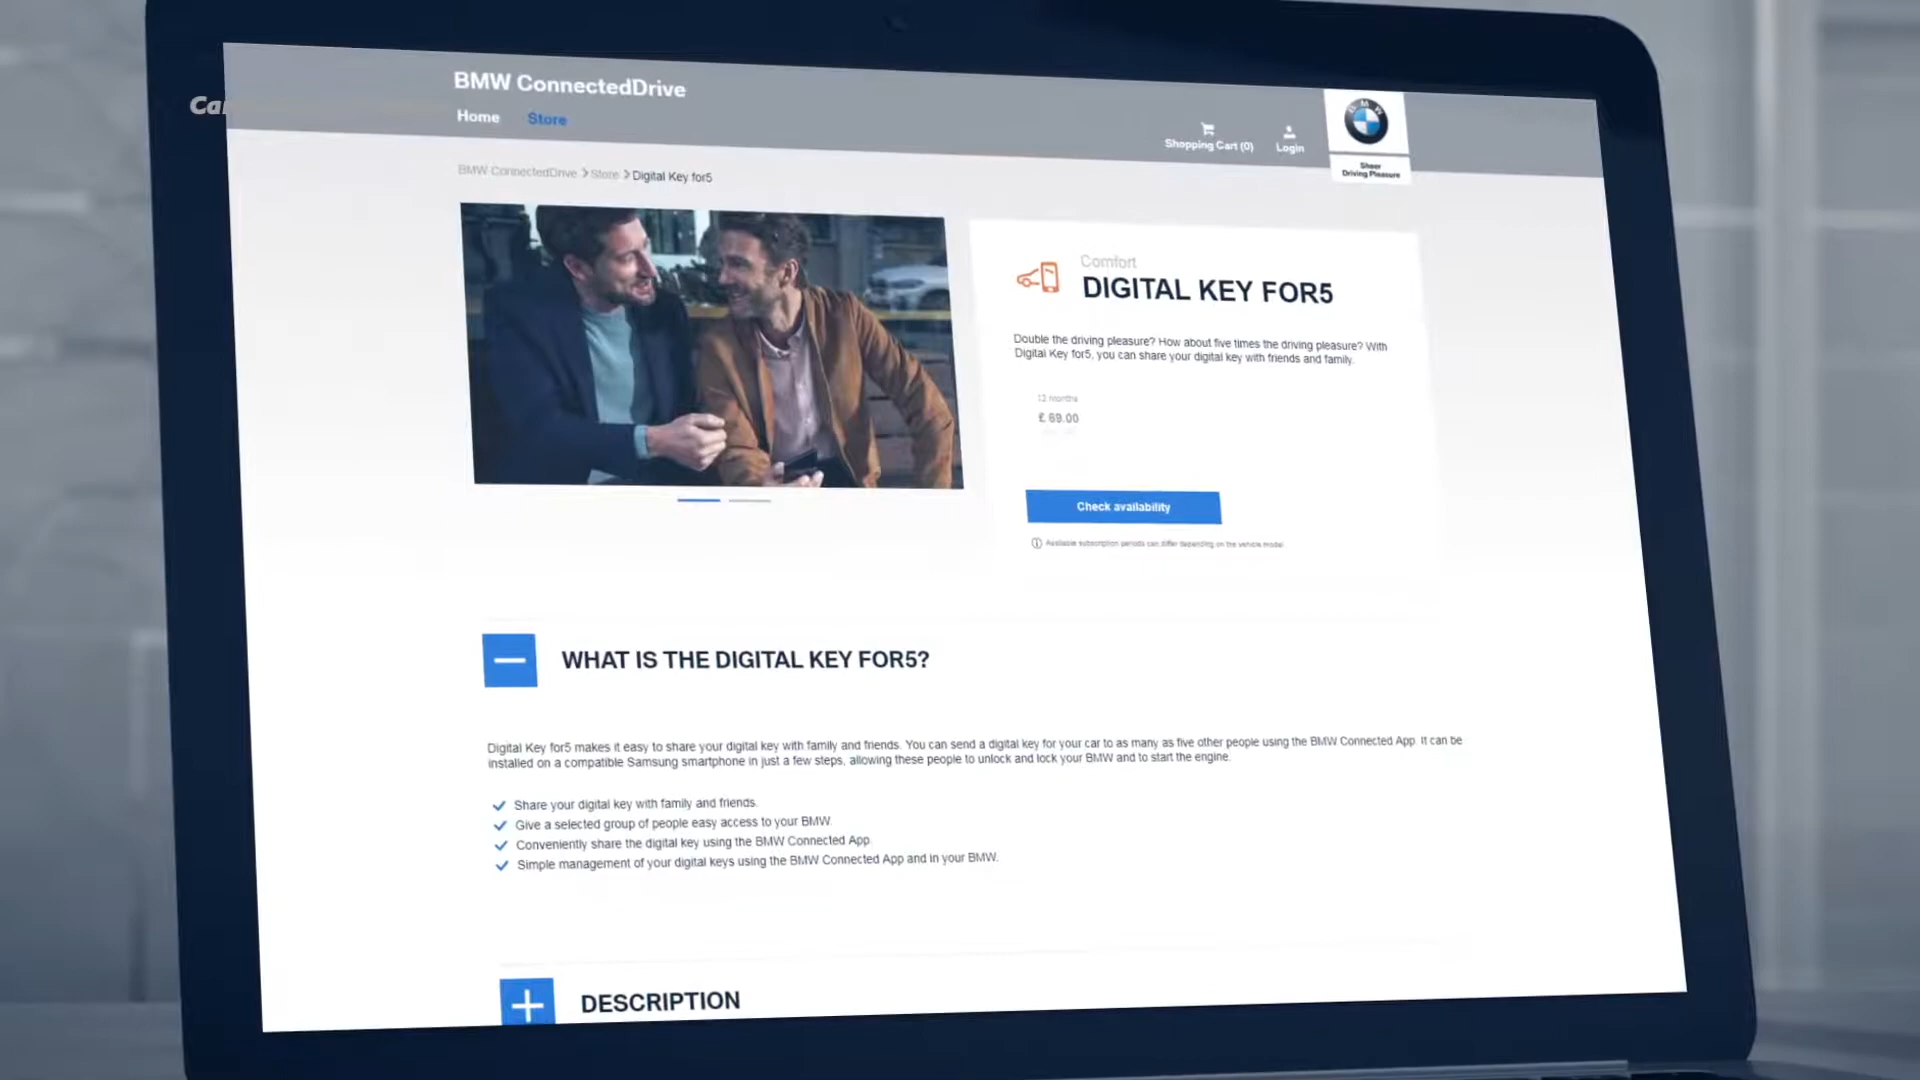 BMW ConnectedDrive
Car
Home Store
Shopping Cart (0) Login
BMW
Sheer
Driving Pleasure
BMW ConnectedDrive > Store > Digital Key for5
Comfort
DIGITAL KEY FOR5
Double the driving pleasure? How about five times the driving pleasure? With
Digital Key for5, you can share your digital key with friends and family.
12 months
£ 69.00
Check availability
Available subscription periods can differ depending on the vehicle model
WHAT IS THE DIGITAL KEY FOR5?
Digital Key for5 makes it easy to share your digital key with family and friends. You can send a digital key for your car to as many as five other people using the BMW Connected App. It can be
installed on a compatible Samsung smartphone in just a few steps, allowing these people to unlock and lock your BMW and to start the engine.
Share your digital key with family and friends.
Give a selected group of people easy access to your BMW.
Conveniently share the digital key using the BMW Connected App
Simple management of your digital keys using the BMW Connected App and in your BMW.
DESCRIPTION